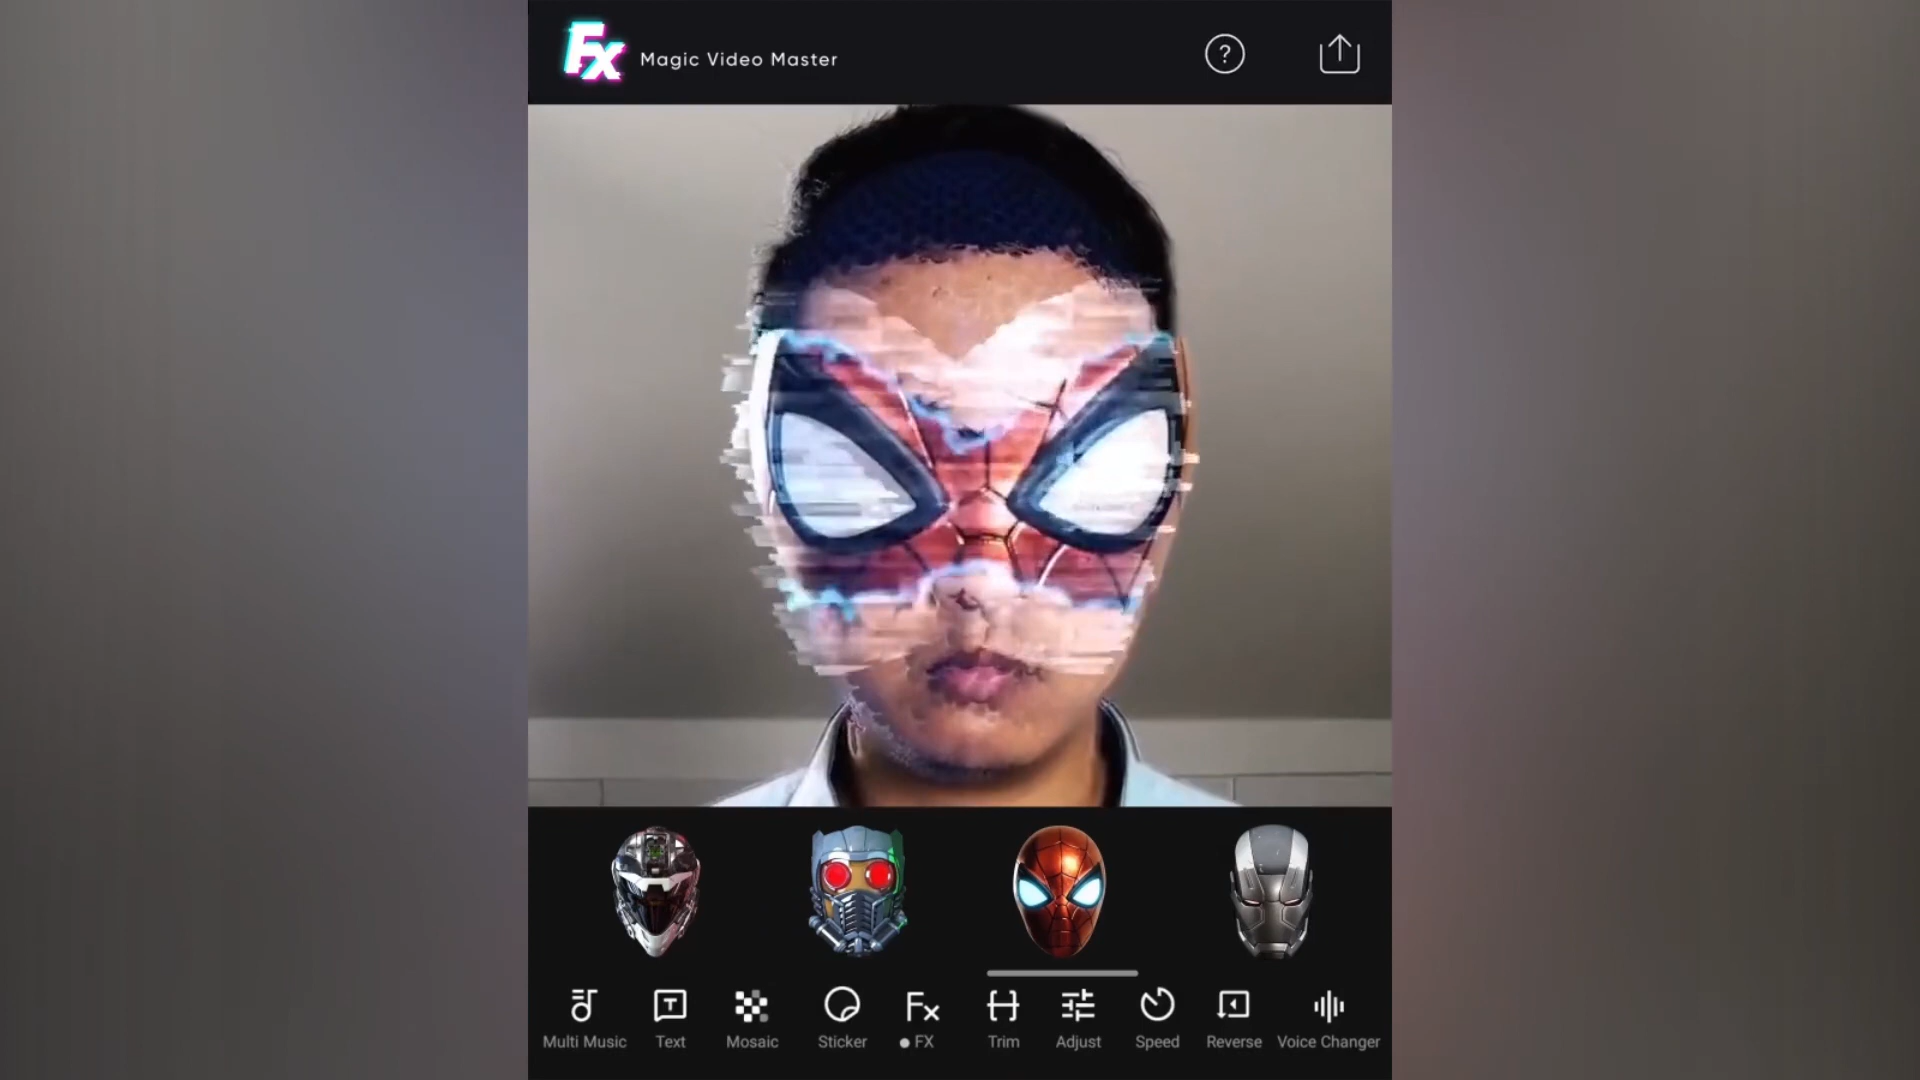 Fx Magic Video Master
?
Multi Music Text Mosaic Sticker FX Trim Adjust Speed Reverse Voice Changer